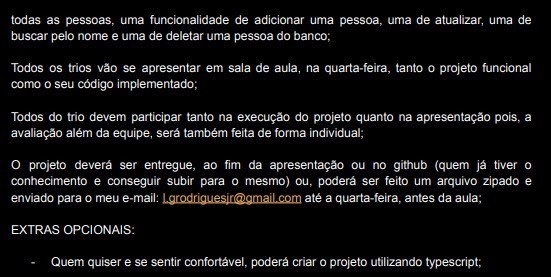 todas as pessoas, uma funcionalidade de adicionar uma pessoa, uma de atualizar, uma de
buscar pelo nome e uma de deletar uma pessoa do banco;
Todos os trios vão se apresentar em sala de aula, na quarta-feira, tanto o projeto funcional
como o seu código implementado;
Todos do trio devem participar tanto na execução do projeto quanto na apresentação pois, a
avaliação além da equipe, será também feita de forma individual;
O projeto deverá ser entregue, ao fim da apresentação ou no github (quem já tiver o
conhecimento e conseguir subir para o mesmo) ou, poderá ser feito um arquivo zipado e
enviado para o meu e-mail: l.grodriguesjr@gmail.com até a quarta-feira, antes da aula;
EXTRAS OPCIONAIS:
- Quem quiser e se sentir confortável, poderá criar o projeto utilizando typescript;